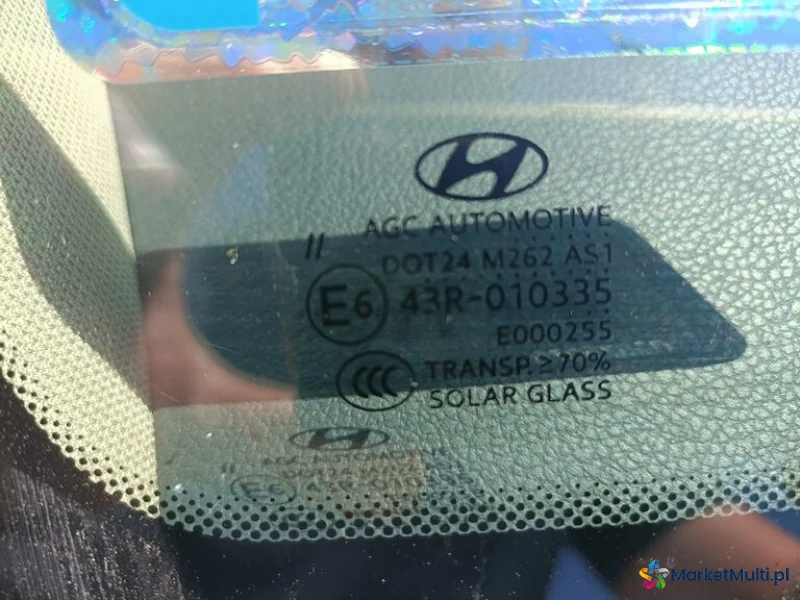 AGC AUTOMOTIVE
//
DOT24 M262 AS1
E6 43R-010335
E000255
CCC TRANSP.≥70%
SOLAR GLASS
MarketMulti.pl